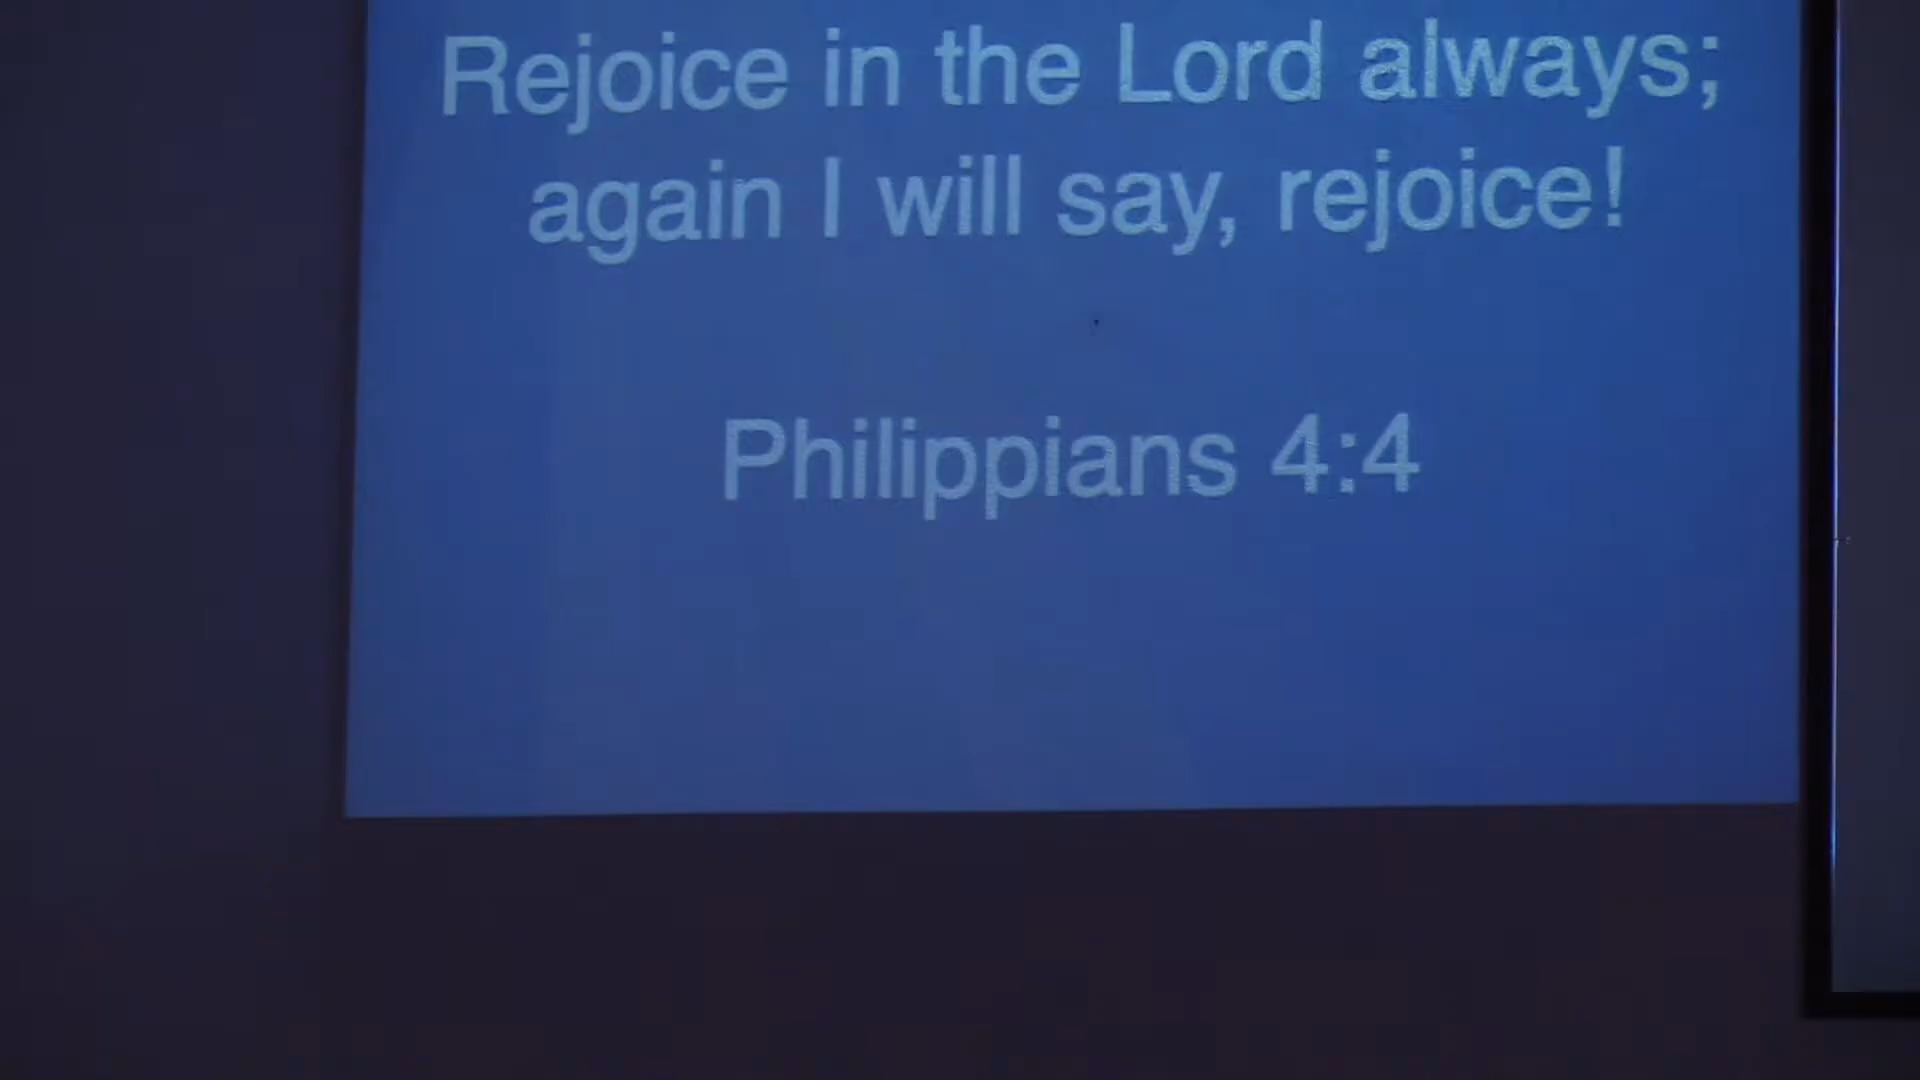 Rejoice in the Lord always;
again I will say, rejoice!
Philippians 4:4